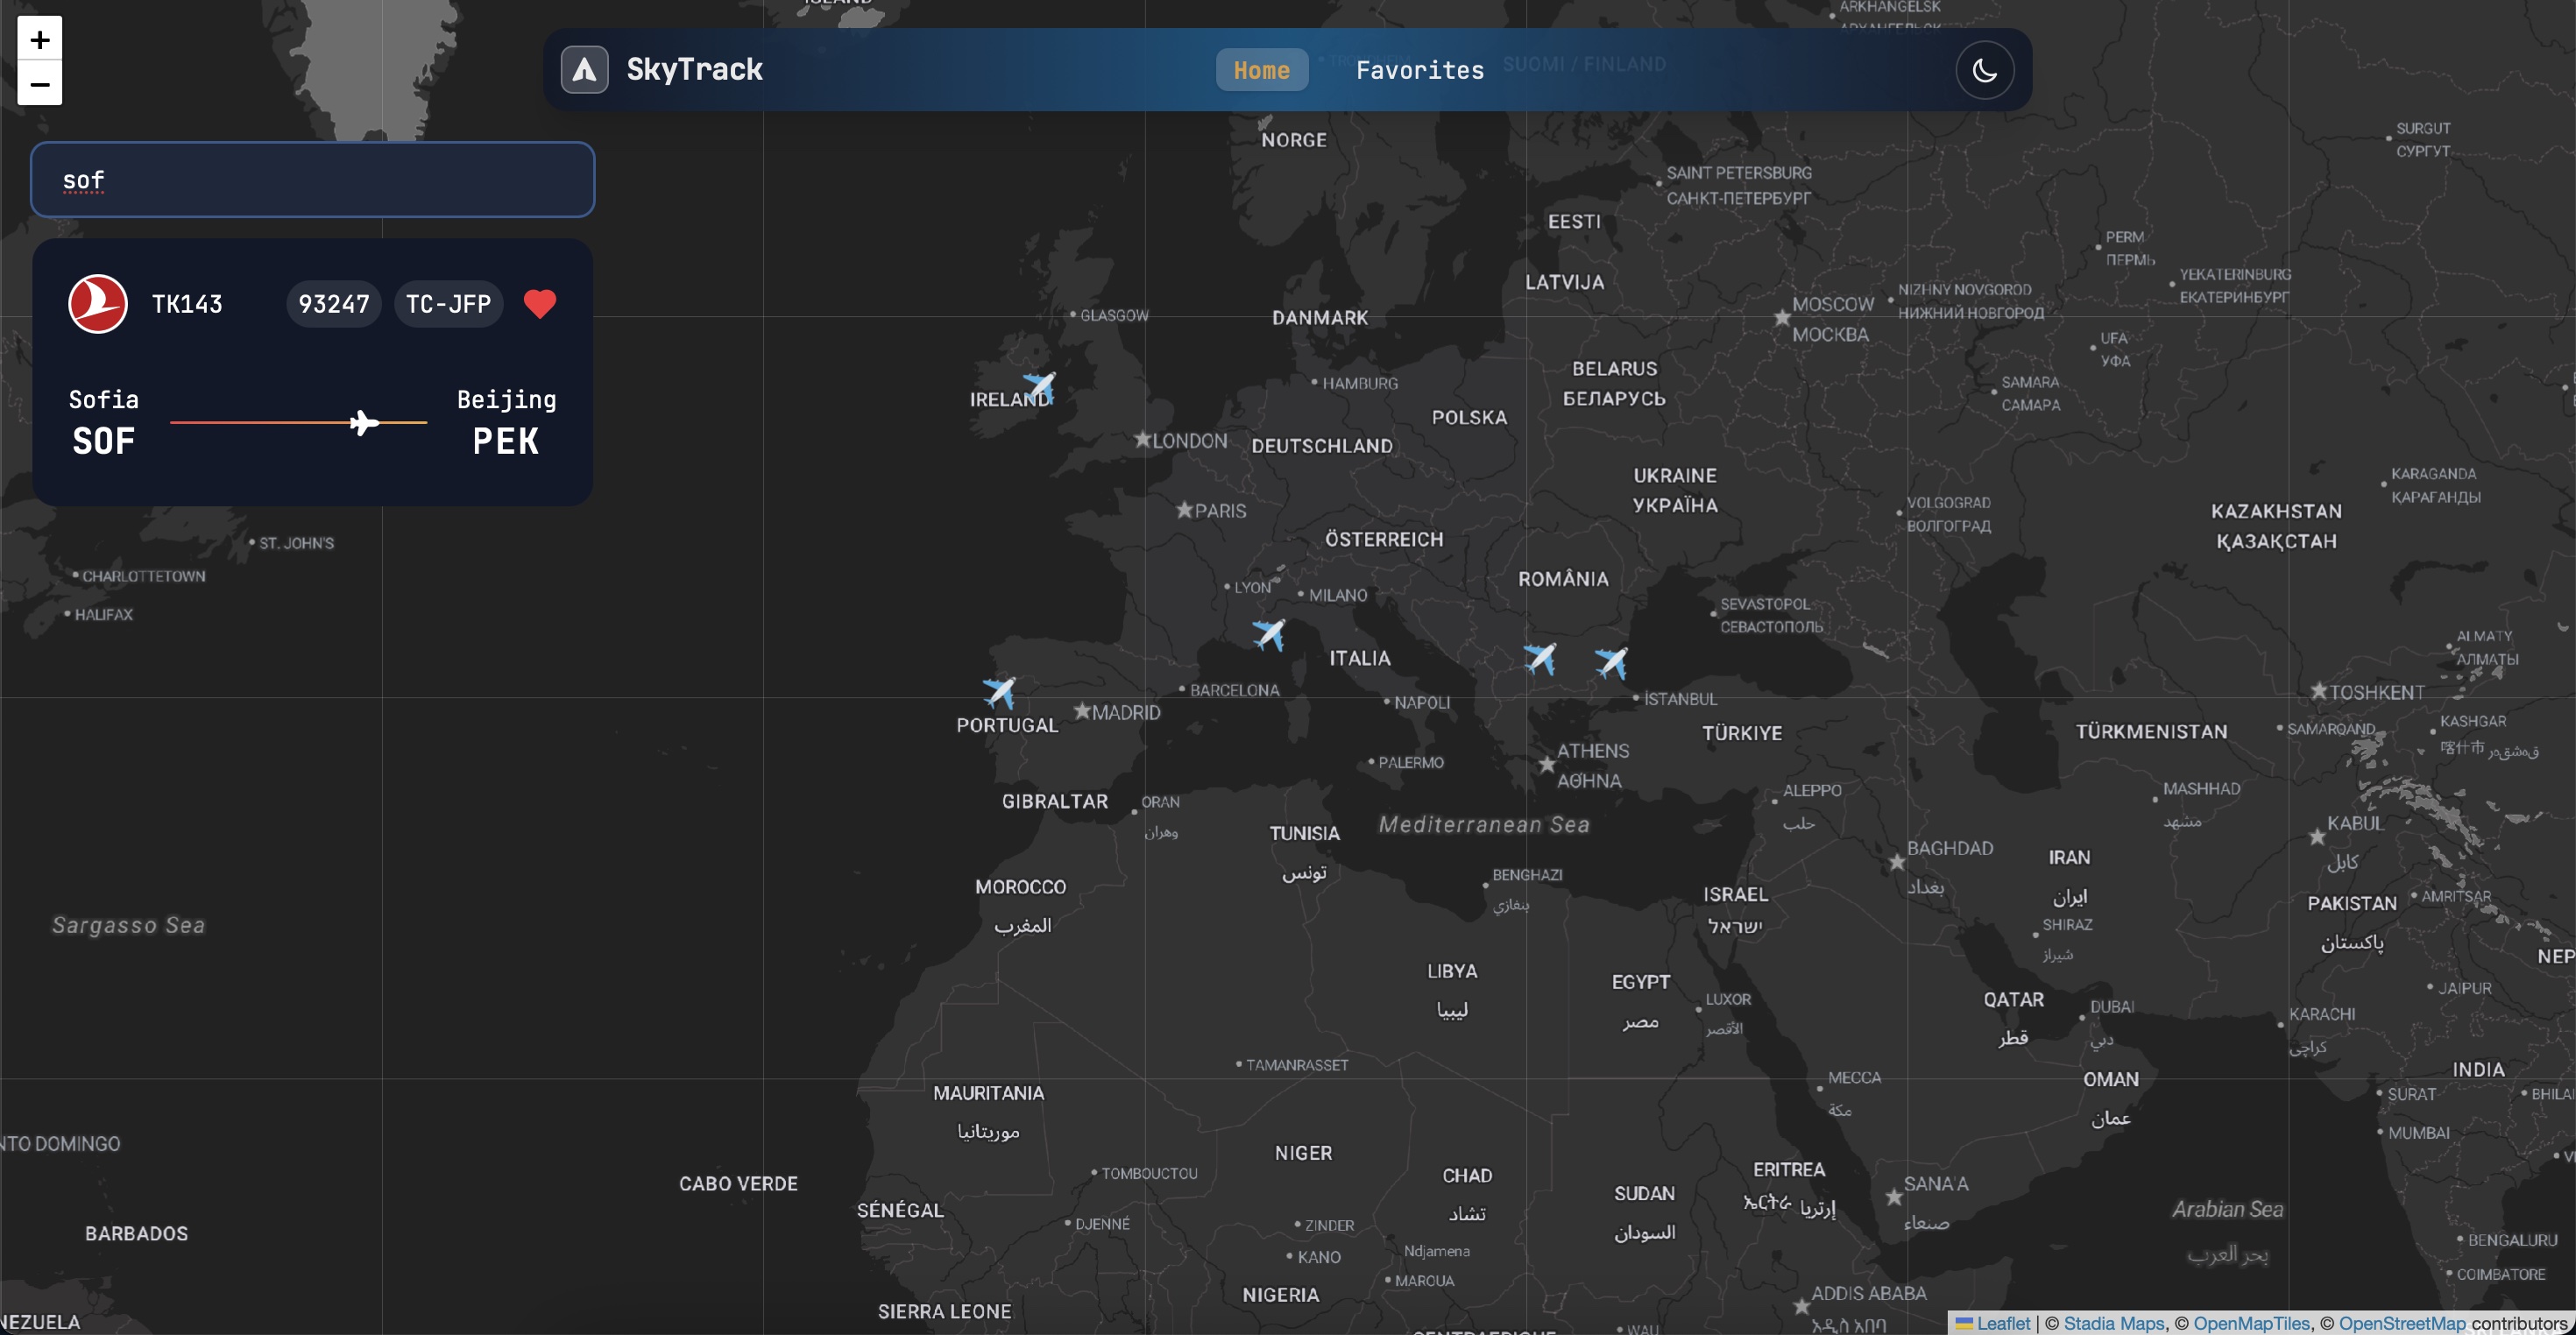 +
−
SkyTrack
Home
Favorites
sof
TK143
93247
TC-JFP
Sofia
SOF
Beijing
PEK
ARKHANGELSK
SUOMI / FINLAND
NORGE
SURGUT
СУРГУТ
SAINT PETERSBURG
САНКТ-ПЕТЕРБУРГ
EESTI
PERM
ПЕРМЬ
LATVIJA
YEKATERINBURG
ЕКАТЕРИНБУРГ
NIZHNY NOVGOROD
НИЖНИЙ НОВГОРОД
MOSCOW
МОСКВА
GLASGOW
DANMARK
UFA
УФА
BELARUS
БЕЛАРУСЬ
HAMBURG
SAMARA
САМАРА
IRELAND
POLSKA
LONDON
DEUTSCHLAND
UKRAINE
УКРАЇНА
KARAGANDA
ҚАРАҒАНДЫ
PARIS
VOLGOGRAD
ВОЛГОГРАД
KAZAKHSTAN
ҚАЗАҚСТАН
ST. JOHN'S
ÖSTERREICH
CHARLOTTETOWN
ROMÂNIA
LYON
MILANO
HALIFAX
SEVASTOPOL
СЕВАСТОПОЛЬ
ALMATY
АЛМАТЫ
ITALIA
BARCELONA
TOSHKENT
NAPOLI
İSTANBUL
PORTUGAL
MADRID
TÜRKIYE
TÜRKMENISTAN
SAMARQAND
KASHGAR
喀什市
ATHENS
ΑΘΉΝΑ
PALERMO
MASHHAD
مشهد
ALEPPO
حلب
GIBRALTAR
ORAN
وهران
Mediterranean Sea
TUNISIA
تونس
KABUL
کابل
BAGHDAD
بغداد
IRAN
ایران
BENGHAZI
بنغازي
MOROCCO
المغرب
ISRAEL
ישראל
AMRITSAR
PAKISTAN
پاکستان
Sargasso Sea
SHIRAZ
شیراز
NEP
LIBYA
ليبيا
EGYPT
مصر
JAIPUR
LUXOR
الأقصر
QATAR
قطر
DUBAI
دبي
KARACHI
کراچی
TAMANRASSET
INDIA
MECCA
مكة
OMAN
عمان
MAURITANIA
موريتانيا
SURAT
BHILAI
MUMBAI
NTO DOMINGO
NIGER
CABO VERDE
TOMBOUCTOU
CHAD
تشاد
ERITREA
ኤርትራ إرتريا
SANA'A
صنعاء
SUDAN
السودان
SÉNÉGAL
Arabian Sea
بحر العرب
DJENNÉ
ZINDER
BARBADOS
BENGALURU
KANO
Ndjamena
COIMBATORE
MAROUA
NIGERIA
ADDIS ABABA
አዲስ አበባ
SIERRA LEONE
NEZUELA
WAU
Leaflet | © Stadia Maps, © OpenMapTiles, © OpenStreetMap contributors